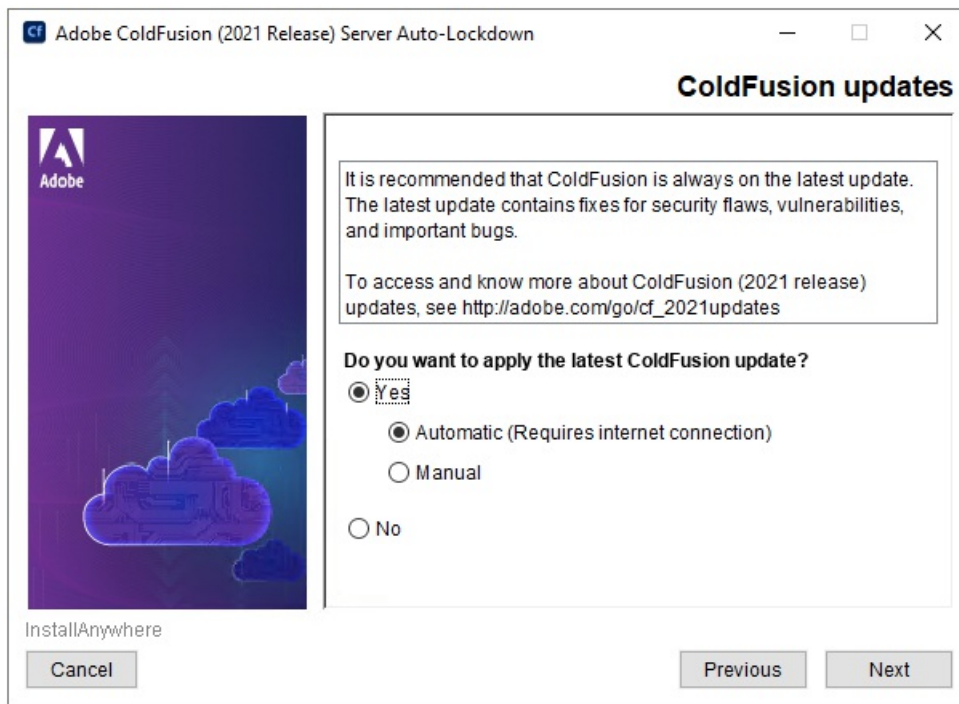 Cf Adobe ColdFusion (2021 Release) Server Auto-Lockdown
ColdFusion updates
Adobe
It is recommended that ColdFusion is always on the latest update.
The latest update contains fixes for security flaws, vulnerabilities,
and important bugs.
To access and know more about ColdFusion (2021 release)
updates, see http://adobe.com/go/cf_2021updates
Do you want to apply the latest ColdFusion update?
Yes
Automatic (Requires internet connection)
Manual
No
InstallAnywhere
Cancel
Previous
Next